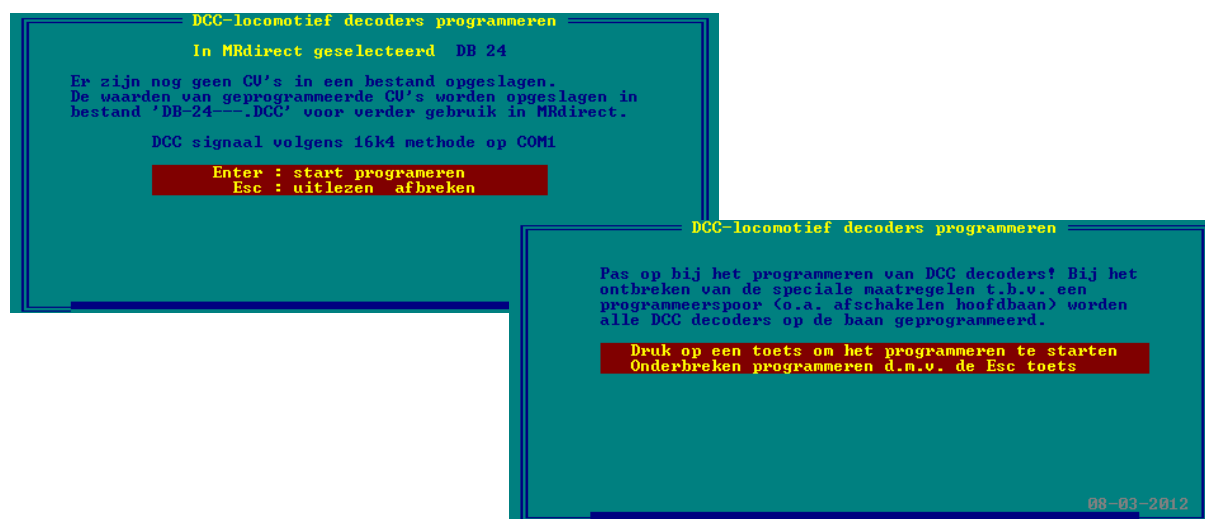 DCC-locomotief decoders programmeren
In MRdirect geselecteerd DB 24
Er zijn nog geen CV's in een bestand opgeslagen.
De waarden van geprogrammeerde CV's worden opgeslagen in
bestand 'DB-24---.DCC' voor verder gebruik in MRdirect.
DCC signaal volgens 16k4 methode op COM1
Enter : start programeren
Esc : uitlezen afbreken
DCC-locomotief decoders programmeren
Pas op bij het programmeren van DCC decoders! Bij het
ontbreken van de speciale maatregelen t.b.v. een
programmeerspoor (o.a. afschakelen hoofdbaan) worden
alle DCC decoders op de baan geprogrammeerd.
Druk op een toets om het programmeren te starten
Onderbreken programmeren d.m.v. de Esc toets
08-03-2012